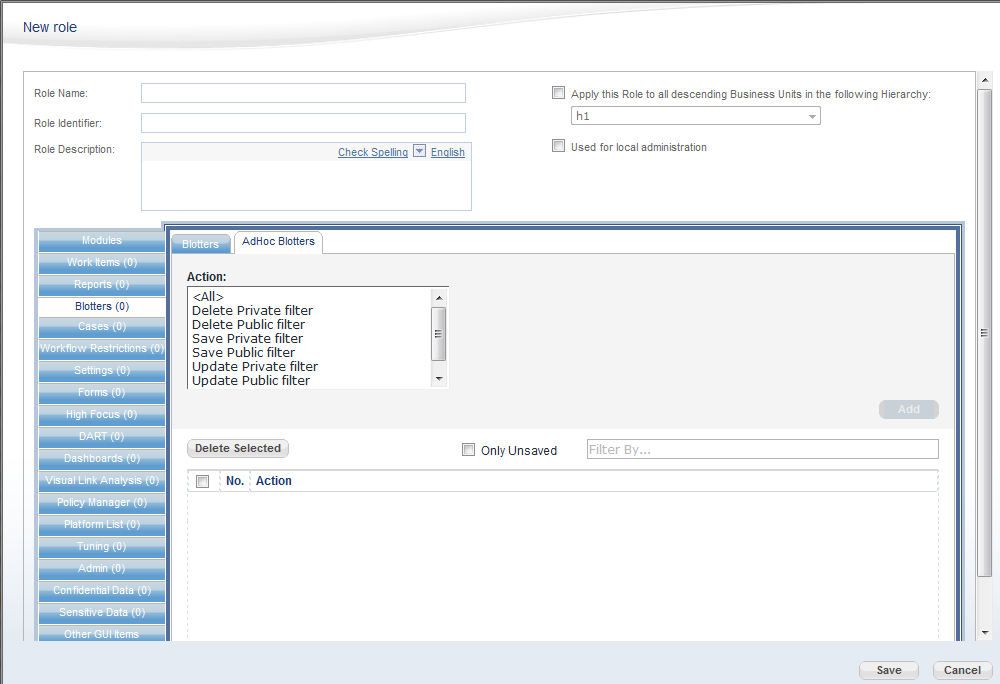 New role
Role Name:
Apply this Role to all descending Business Units in the following Hierarchy:
h1
Role Identifier:
Role Description:
Check Spelling English
Used for local administration
Modules
Work Items (0)
Reports (0)
Blotters (0)
Cases (0)
Workflow Restrictions (0)
Settings (0)
Forms (0)
High Focus (0)
DART (0)
Dashboards (0)
Visual Link Analysis (0)
Policy Manager (0)
Platform List (0)
Tuning (0)
Admin (0)
Confidential Data (0)
Sensitive Data (0)
Other GUI Items
Blotters AdHoc Blotters
Action:
<All>
Delete Private filter
Delete Public filter
Save Private filter
Save Public filter
Update Private filter
Update Public filter
Add
Delete Selected Only Unsaved Filter By...
No. Action
Save Cancel